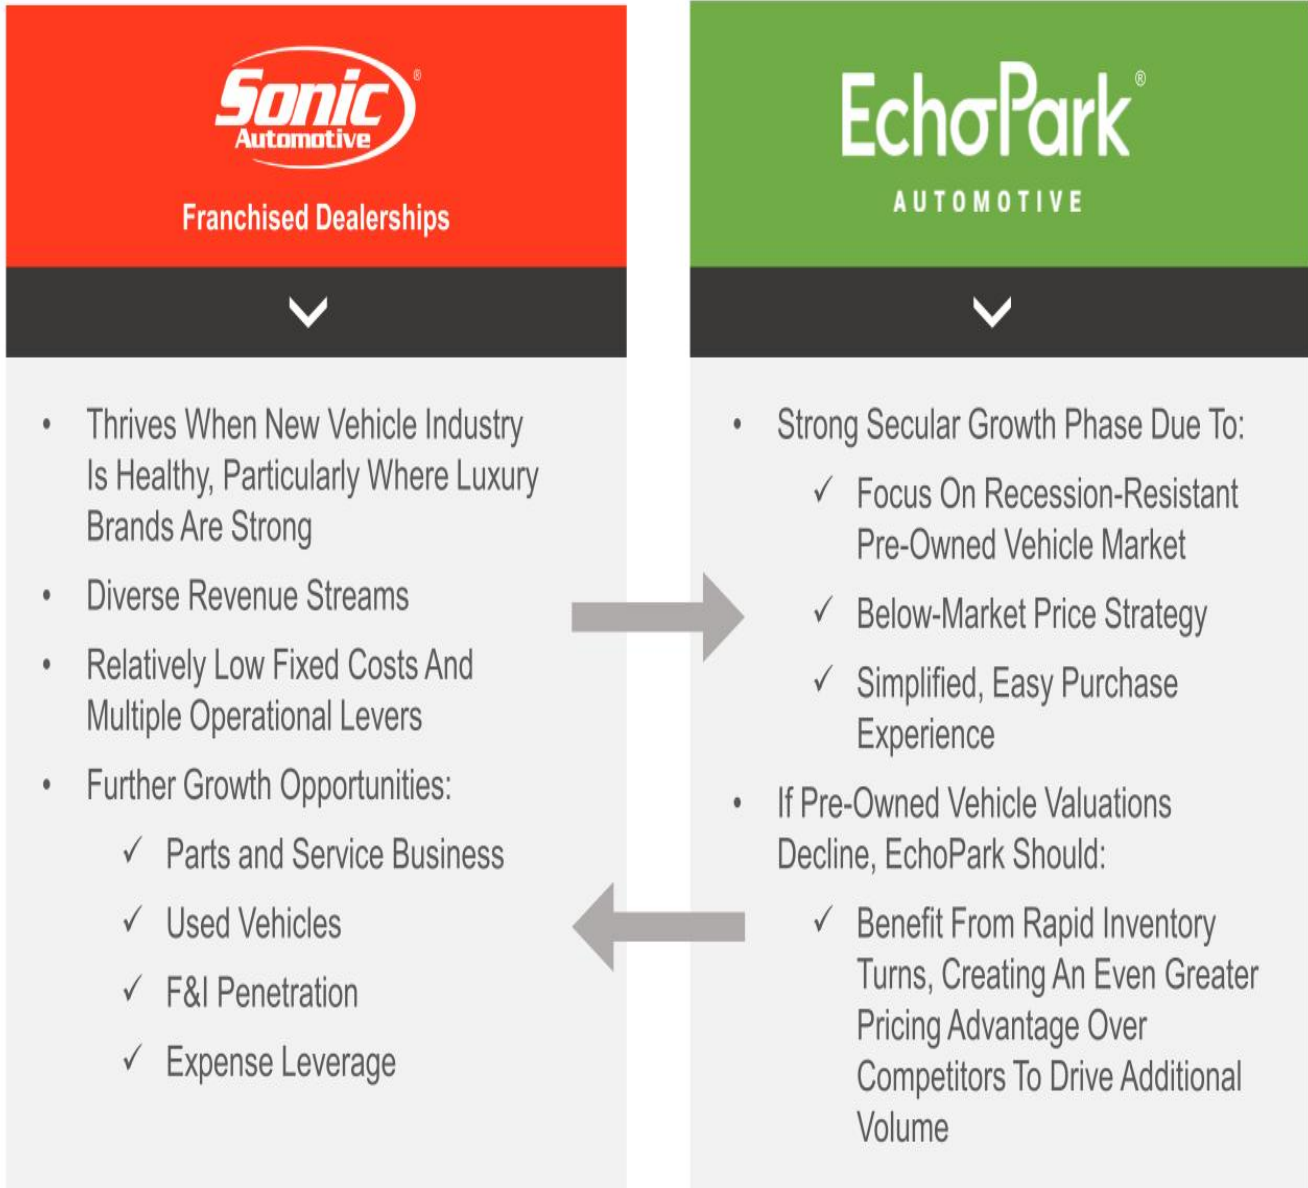 Sonic®
Automotive
Franchised Dealerships
• Thrives When New Vehicle Industry
Is Healthy, Particularly Where Luxury
Brands Are Strong
• Diverse Revenue Streams
• Relatively Low Fixed Costs And
Multiple Operational Levers
• Further Growth Opportunities:
✓ Parts and Service Business
✓ Used Vehicles
✓ F&I Penetration
✓ Expense Leverage
EchoPark®
AUTOMOTIVE
• Strong Secular Growth Phase Due To:
✓ Focus On Recession-Resistant
Pre-Owned Vehicle Market
✓ Below-Market Price Strategy
✓ Simplified, Easy Purchase
Experience
• If Pre-Owned Vehicle Valuations
Decline, EchoPark Should:
✓ Benefit From Rapid Inventory
Turns, Creating An Even Greater
Pricing Advantage Over
Competitors To Drive Additional
Volume